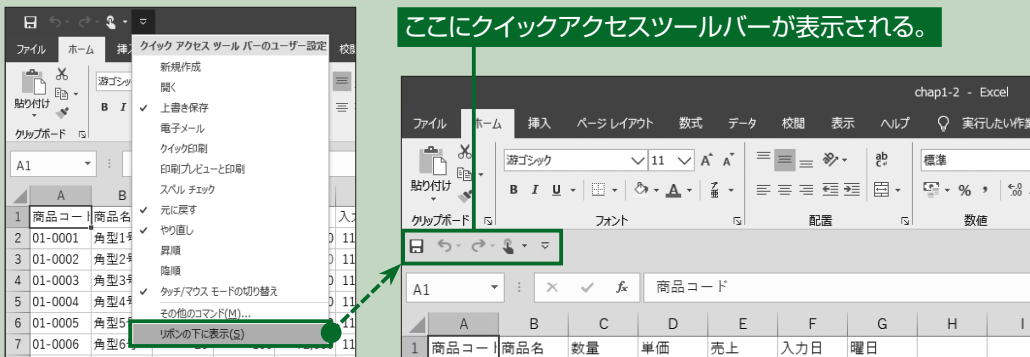 ここにクイックアクセスツールバーが表示される。
ファイル ホーム 挿 校
クイック アクセス ツール バーのユーザー設定
新規作成
開く
上書き保存
電子メール
クイック印刷
印刷プレビューと印刷
スペル チェック
元に戻す
やり直し
昇順
降順
タッチ/マウス モードの切り替え
その他のコマンド(M)...
リボンの下に表示(S)
貼り付け
游ゴシ
B I
クリップボード
A1
A B
1 商品コード 商品名 入
2 01-0001 角型1号 11
3 01-0002 角型2号 11
4 01-0003 角型3号 11
5 01-0004 角型4号 11
6 01-0005 角型5号 11
7 01-0006 角型6号 11
chap1-2 - Excel
ファイル ホーム 挿入 ページ レイアウト 数式 データ 校閲 表示 ヘルプ 実行したい作業
貼り付け
游ゴシック 11 A A ab c 標準
B I U A ア 亜 % 9 .00
クリップボード フォント 配置 数値
A1 fx 商品コード
A B C D E F G H I
1 商品コード 商品名 数量 単価 売上 入力日 曜日